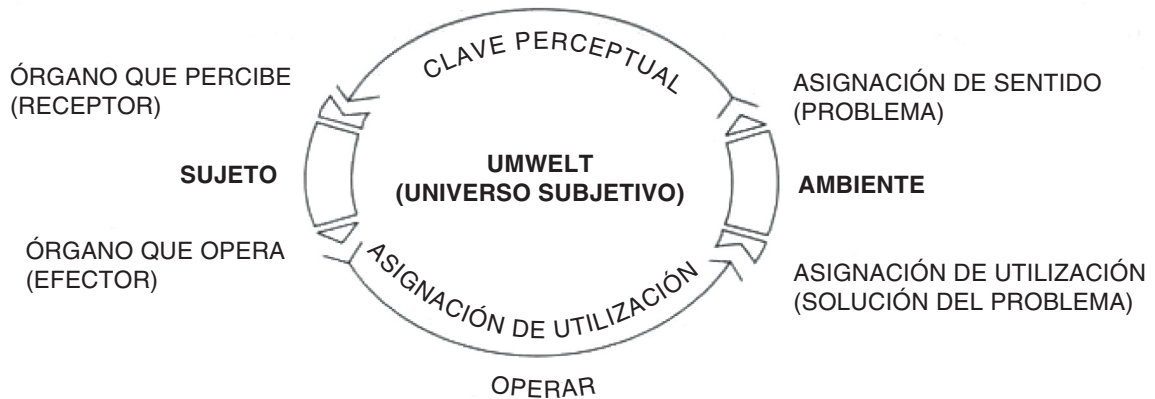 CLAVE PERCEPTUAL
ÓRGANO QUE PERCIBE
(RECEPTOR)
ASIGNACIÓN DE SENTIDO
(PROBLEMA)
SUJETO
UMWELT
(UNIVERSO SUBJETIVO)
AMBIENTE
ÓRGANO QUE OPERA
(EFECTOR)
ASIGNACIÓN DE UTILIZACIÓN
ASIGNACIÓN DE UTILIZACIÓN
(SOLUCIÓN DEL PROBLEMA)
OPERAR